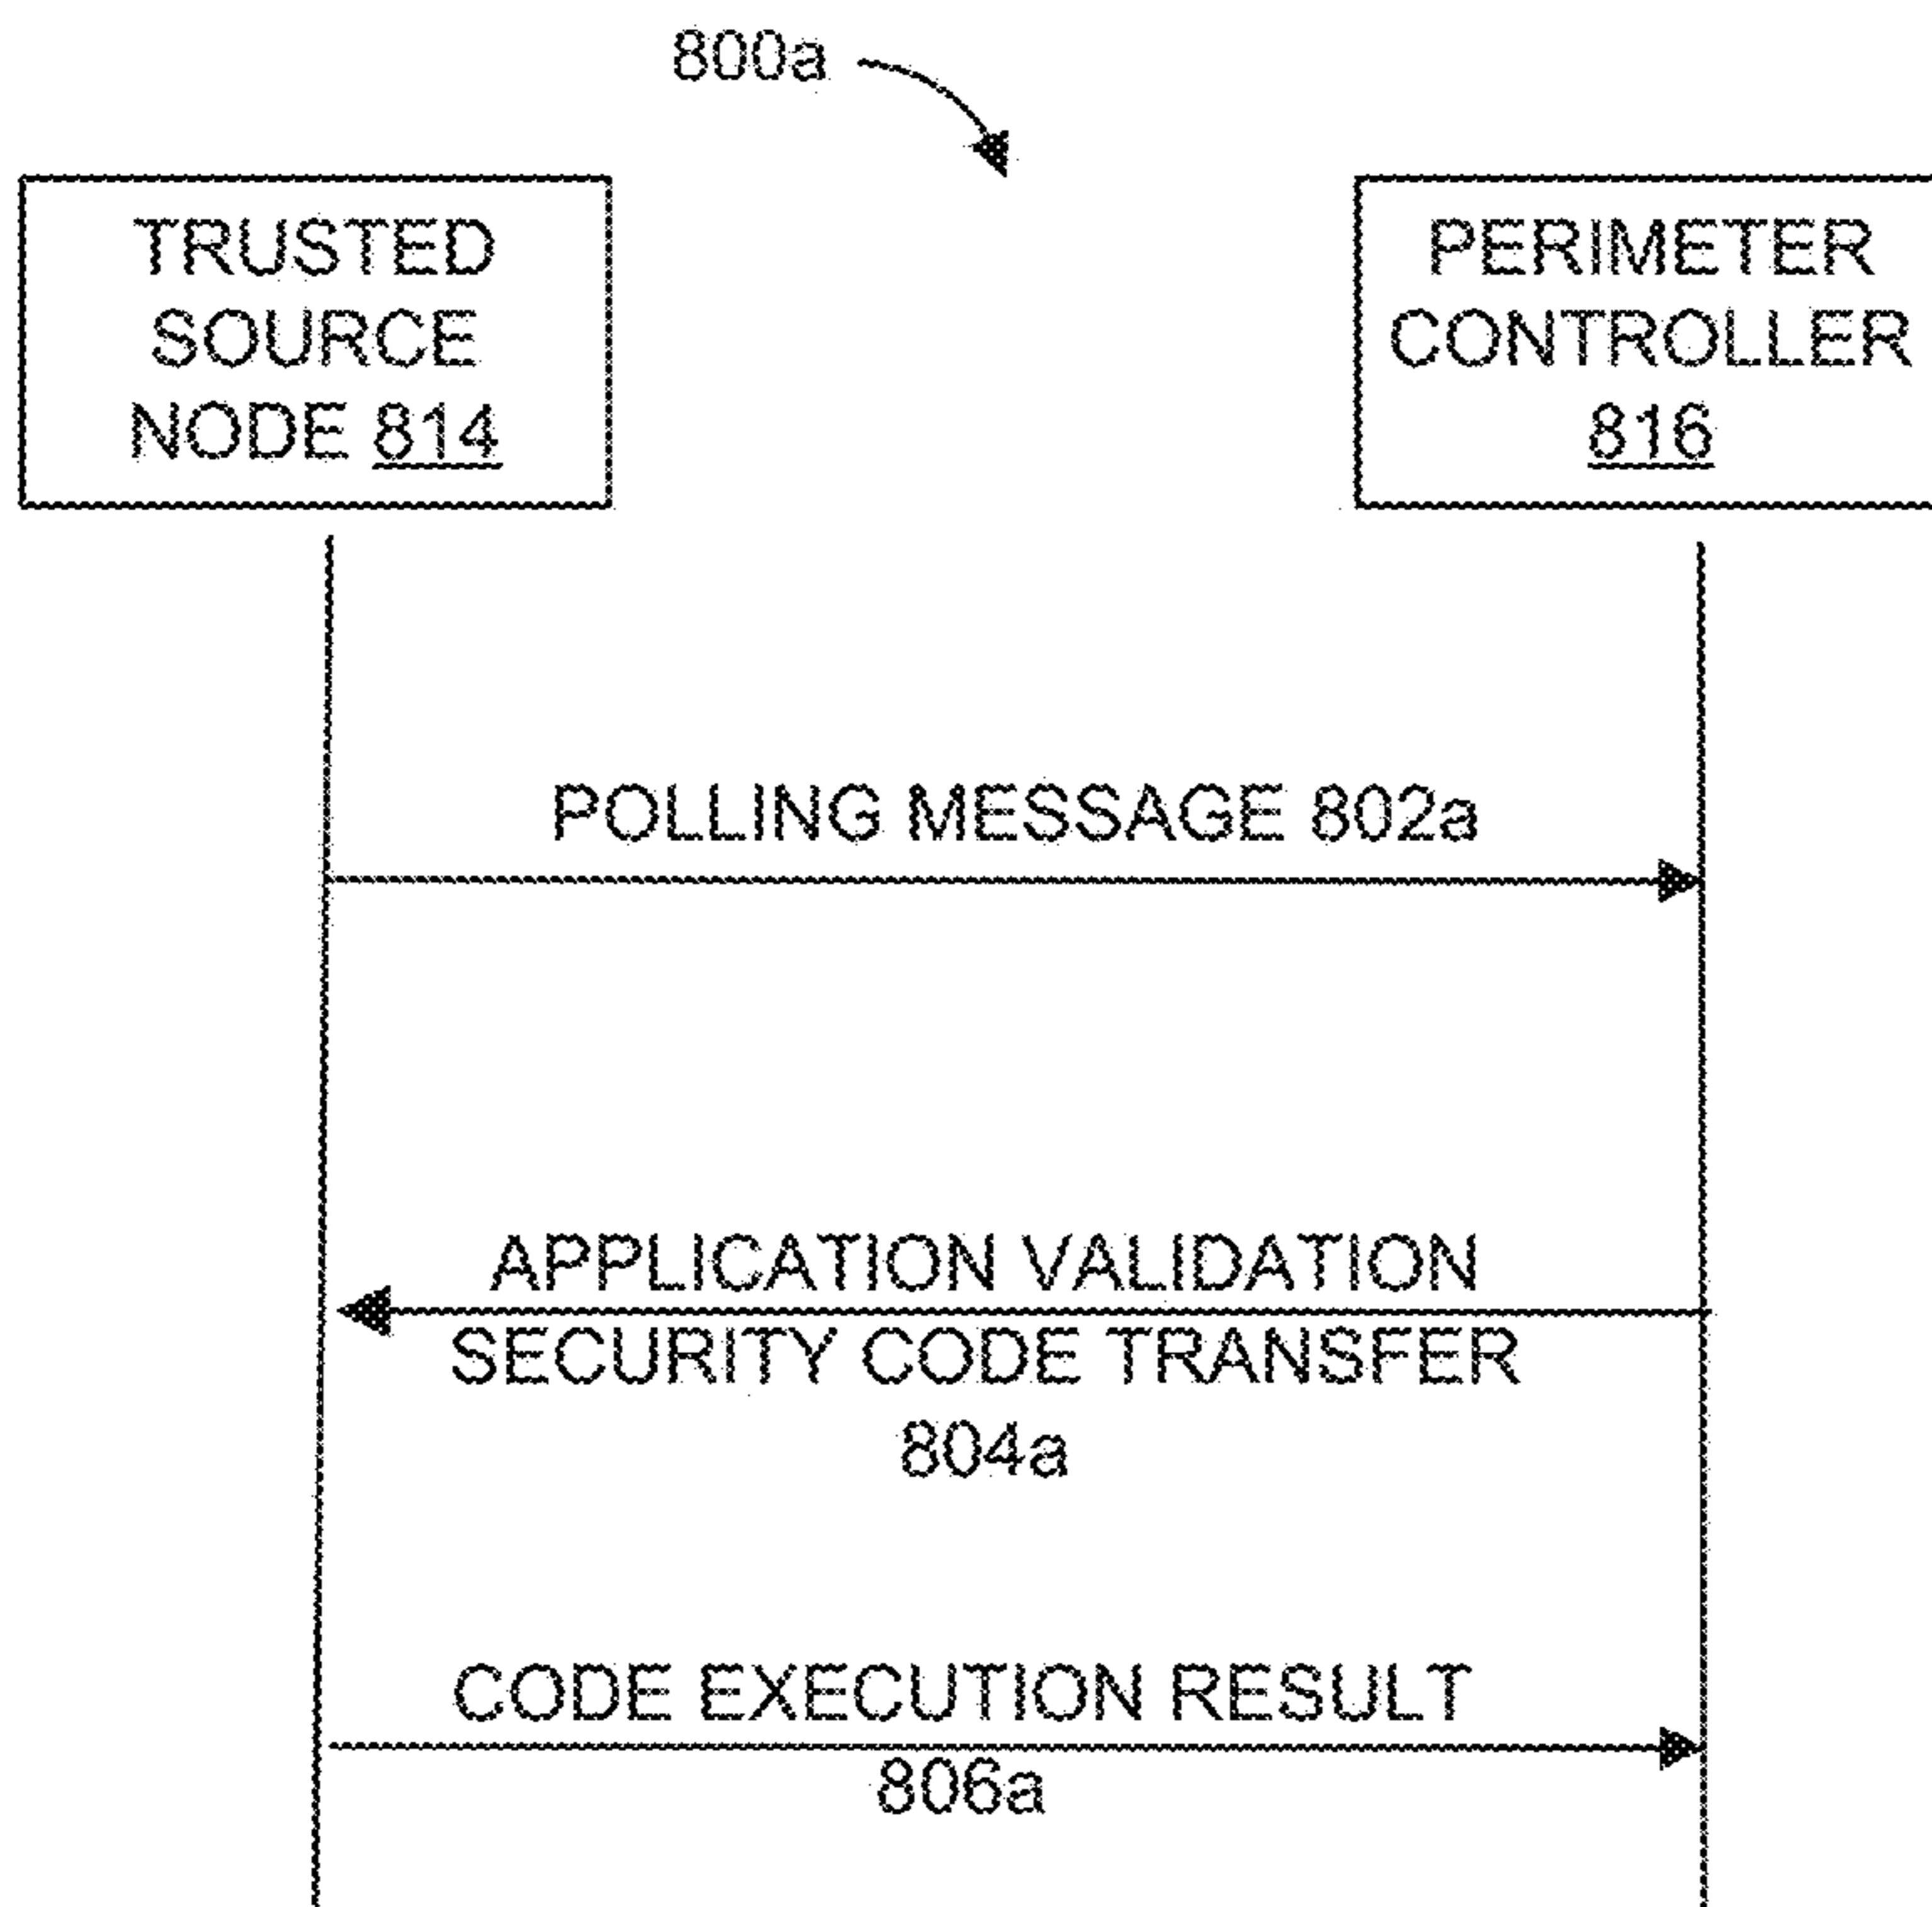 800a
TRUSTED
SOURCE
NODE 814
PERIMETER
CONTROLLER
816
POLLING MESSAGE 802a
APPLICATION VALIDATION
SECURITY CODE TRANSFER
804a
CODE EXECUTION RESULT
806a